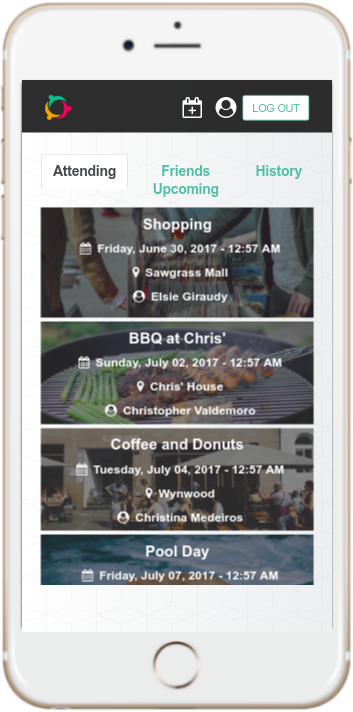 LOG OUT
Attending
Friends
Upcoming
History
Shopping
Friday, June 30, 2017 - 12:57 AM
Sawgrass Mall
Elsie Giraudy
BBQ at Chris'
Sunday, July 02, 2017 - 12:57 AM
Chris' House
Christopher Valdemoro
Coffee and Donuts
Tuesday, July 04, 2017 - 12:57 AM
Wynwood
Christina Medeiros
Pool Day
Friday, July 07, 2017 - 12:57 AM